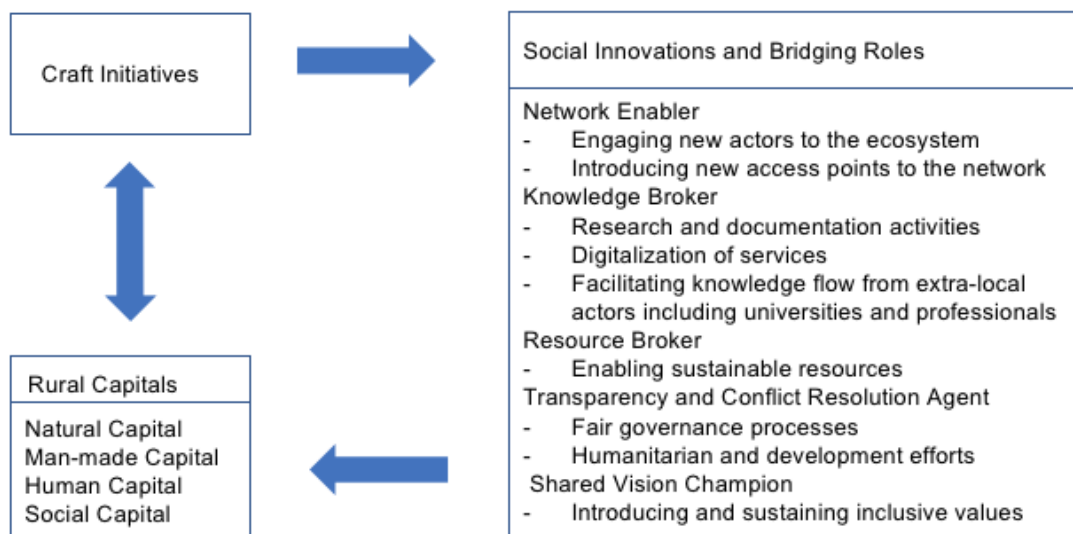 Craft Initiatives
Social Innovations and Bridging Roles
Network Enabler
- Engaging new actors to the ecosystem
- Introducing new access points to the network
Knowledge Broker
- Research and documentation activities
- Digitalization of services
- Facilitating knowledge flow from extra-local
actors including universities and professionals
Resource Broker
- Enabling sustainable resources
Transparency and Conflict Resolution Agent
- Fair governance processes
- Humanitarian and development efforts
Shared Vision Champion
- Introducing and sustaining inclusive values
Rural Capitals
Natural Capital
Man-made Capital
Human Capital
Social Capital